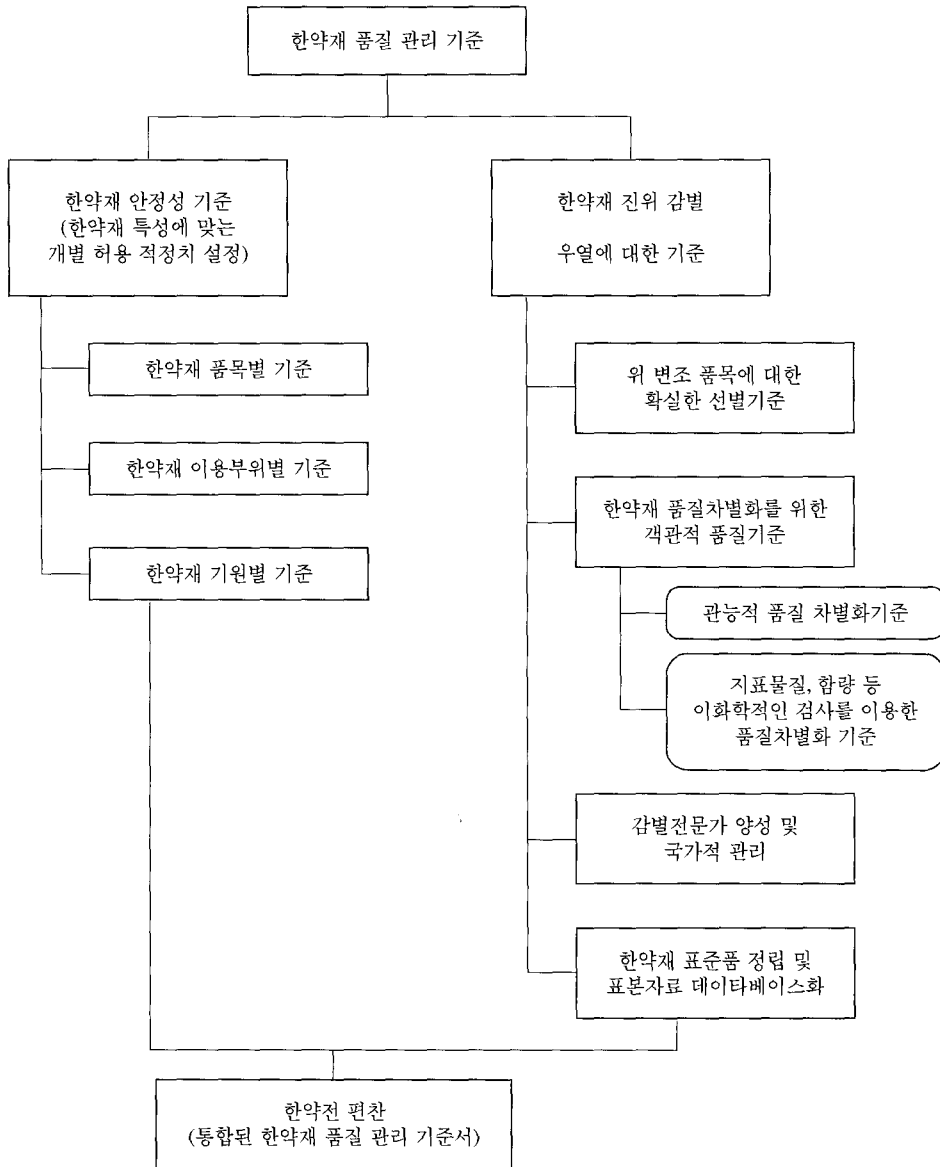 한약재 품질 관리 기준
한약재 안정성 기준
(한약재 특성에 맞는
개별 허용 적정치 설정)
한약재 품목별 기준
한약재 이용부위별 기준
한약재 기원별 기준
한약재 진위 감별
우열에 대한 기준
위 변조 품목에 대한
확실한 선별기준
한약재 품질차별화를 위한
객관적 품질기준
관능적 품질 차별화기준
지표물질, 함량 등
이화학적인 검사를 이용한
품질차별화 기준
감별전문가 양성 및
국가적 관리
한약재 표준품 정립 및
표본자료 데이타베이스화
한약전 편찬
(통합된 한약재 품질 관리 기준서)